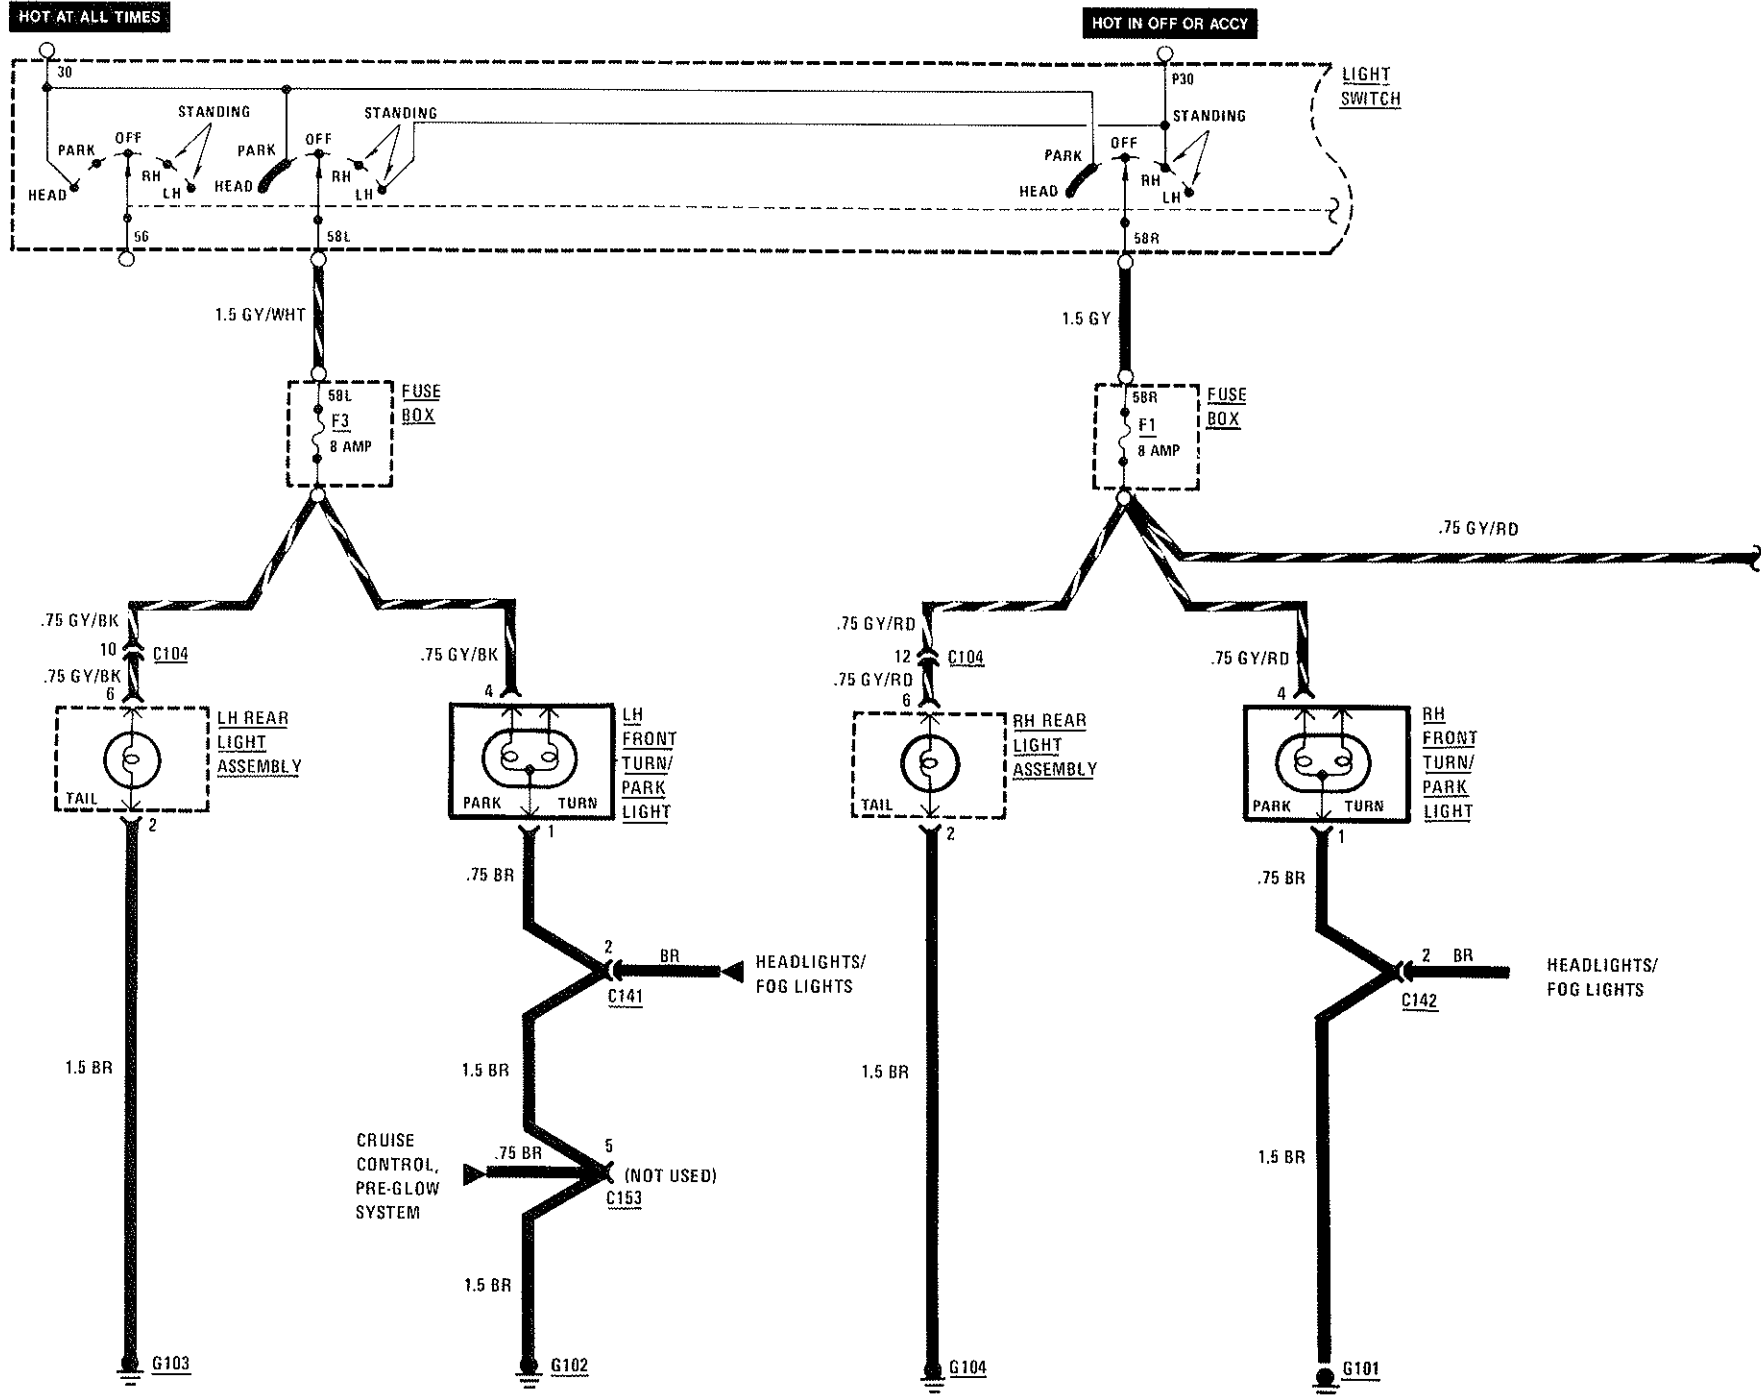 HOT AT ALL TIMES
HOT IN OFF OR ACCY
30
P30
LIGHT
SWITCH
STANDING
STANDING
STANDING
OFF
OFF
OFF
PARK
PARK
PARK
RH
RH
RH
HEAD
LH
HEAD
LH
HEAD
LH
56
58L
58R
1.5 GY/WHT
1.5 GY
58L
F3
8 AMP
FUSE
BOX
58R
F1
8 AMP
FUSE
BOX
.75 GY/RD
.75 GY/BK
10
C104
.75 GY/BK
6
.75 GY/BK
4
.75 GY/RD
12
C104
.75 GY/RD
6
.75 GY/RD
4
LH REAR
LIGHT
ASSEMBLY
TAIL
2
LH
FRONT
TURN/
PARK
LIGHT
PARK
TURN
1
RH REAR
LIGHT
ASSEMBLY
TAIL
2
RH
FRONT
TURN/
PARK
LIGHT
PARK
TURN
1
.75 BR
.75 BR
2
BR
C141
HEADLIGHTS/
FOG LIGHTS
2
BR
C142
HEADLIGHTS/
FOG LIGHTS
1.5 BR
1.5 BR
1.5 BR
1.5 BR
CRUISE
CONTROL,
PRE-GLOW
SYSTEM
.75 BR
5
(NOT USED)
C153
1.5 BR
G103
G102
G104
G101